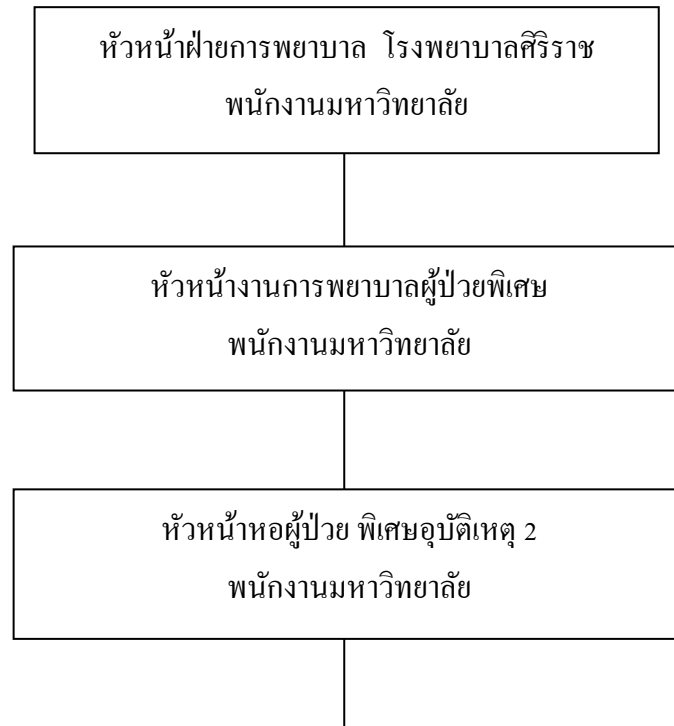 หัวหน้าฝ่ายการพยาบาล โรงพยาบาลศิริราช
พนักงานมหาวิทยาลัย
หัวหน้างานการพยาบาลผู้ป่วยพิเศษ
พนักงานมหาวิทยาลัย
หัวหน้าหอผู้ป่วย พิเศษอุบัติเหตุ 2
พนักงานมหาวิทยาลัย